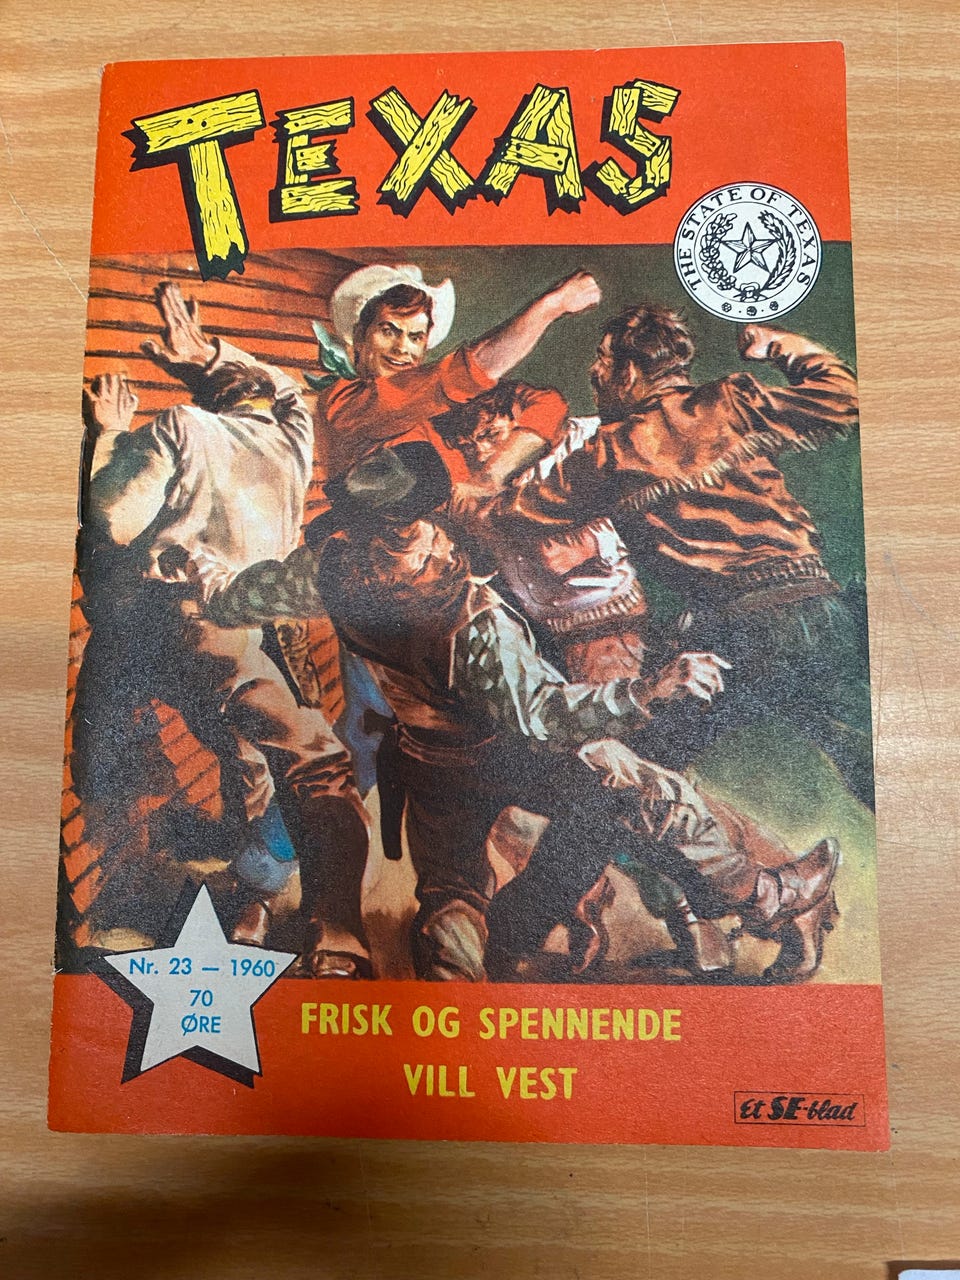 TEXAS
THE STATE OF TEXAS
Nr. 23 – 1960
70
ØRE
FRISK OG SPENNENDE
VILL VEST
Et SE-blad